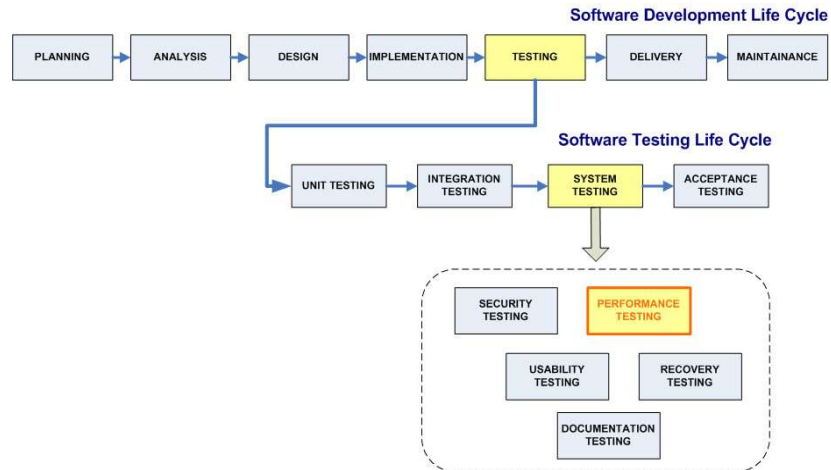 Software Development Life Cycle
PLANNING
ANALYSIS
DESIGN
IMPLEMENTATION
TESTING
DELIVERY
MAINTAINANCE
Software Testing Life Cycle
UNIT TESTING
INTEGRATION
TESTING
SYSTEM
TESTING
ACCEPTANCE
TESTING
SECURITY
TESTING
PERFORMANCE
TESTING
USABILITY
TESTING
RECOVERY
TESTING
DOCUMENTATION
TESTING